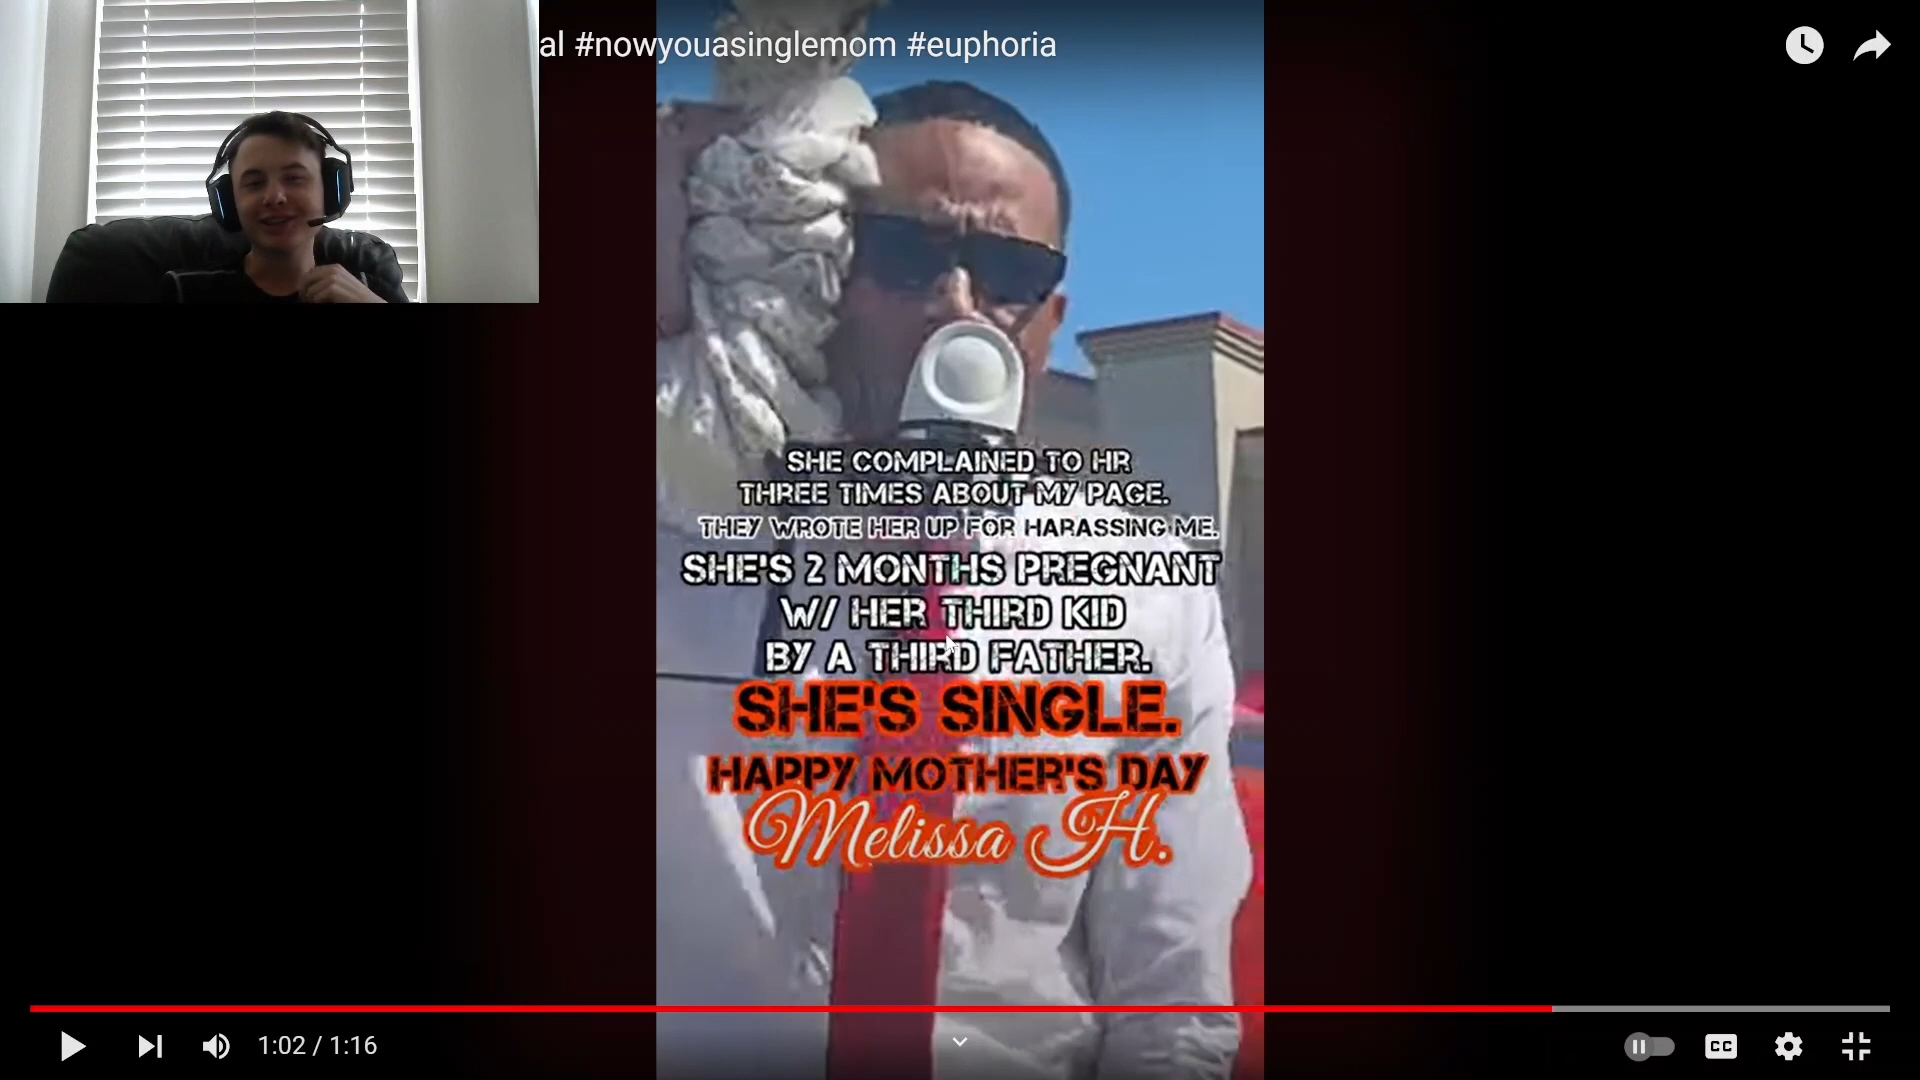 al #nowyouasinglemom #euphoria
SHE COMPLAINED TO HR
THREE TIMES ABOUT MY PAGE.
THEY WROTE HER UP FOR HARASSING ME.
SHE'S 2 MONTHS PREGNANT
W/ HER THIRD KID
BY A THIRD FATHER.
SHE'S SINGLE.
HAPPY MOTHER'S DAY
Melissa H.
1:02 / 1:16
CC